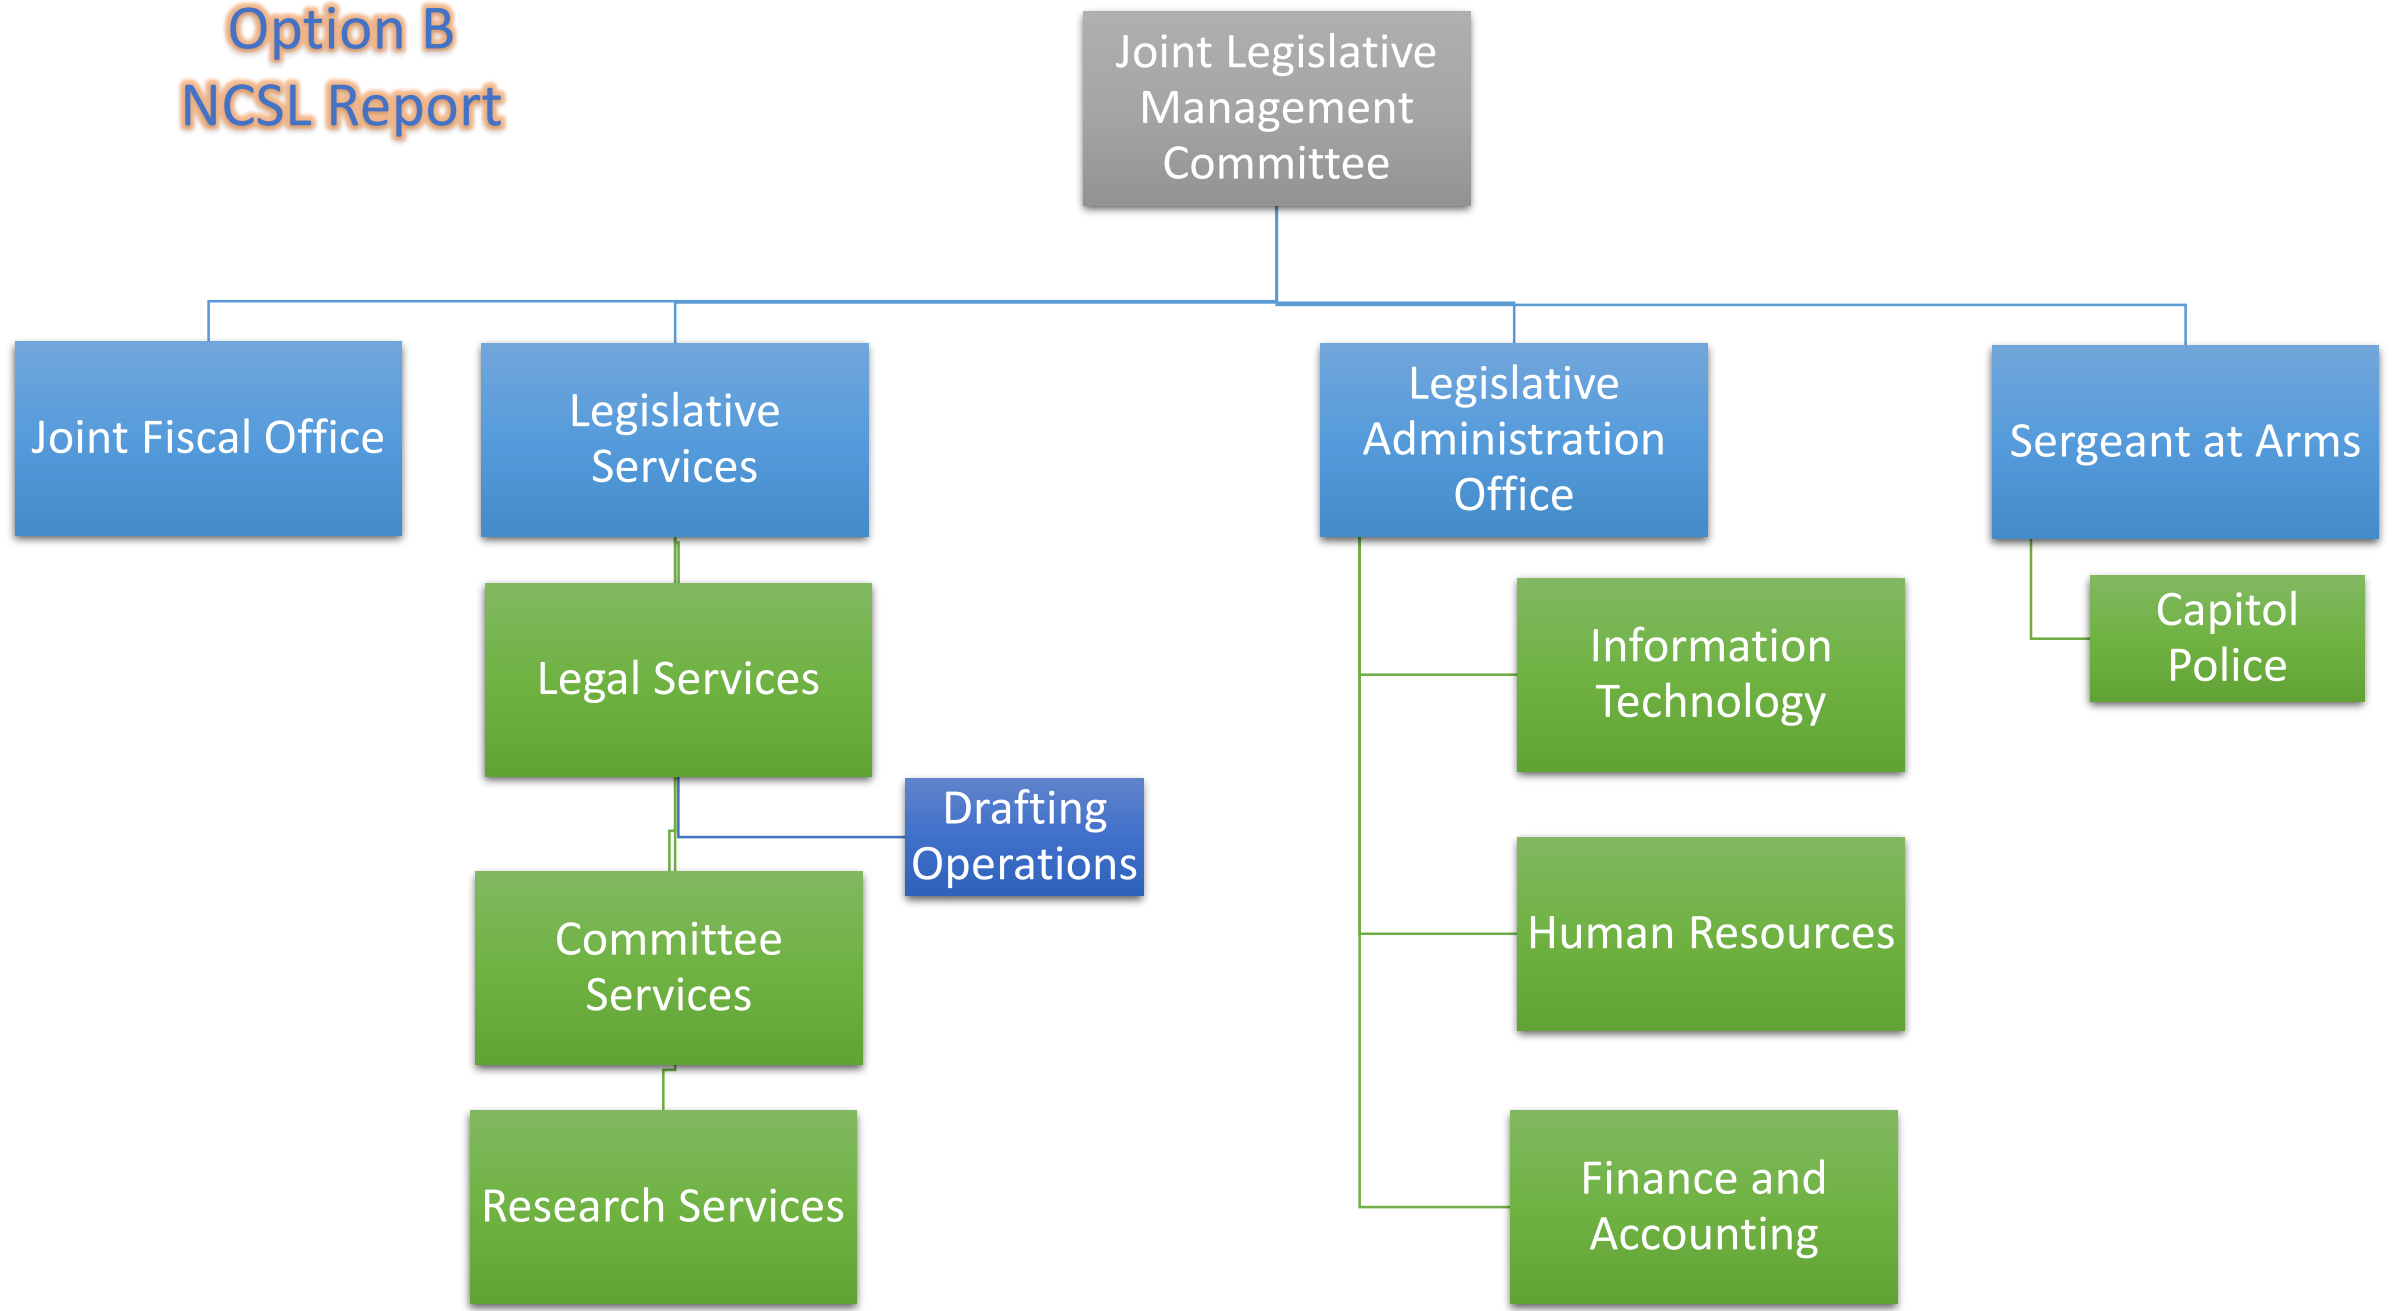 Option B
NCSL Report
Joint Legislative
Management
Committee
Joint Fiscal Office
Legislative
Services
Legislative
Administration
Office
Sergeant at Arms
Legal Services
Information
Technology
Capitol
Police
Drafting
Operations
Committee
Services
Human Resources
Research Services
Finance and
Accounting